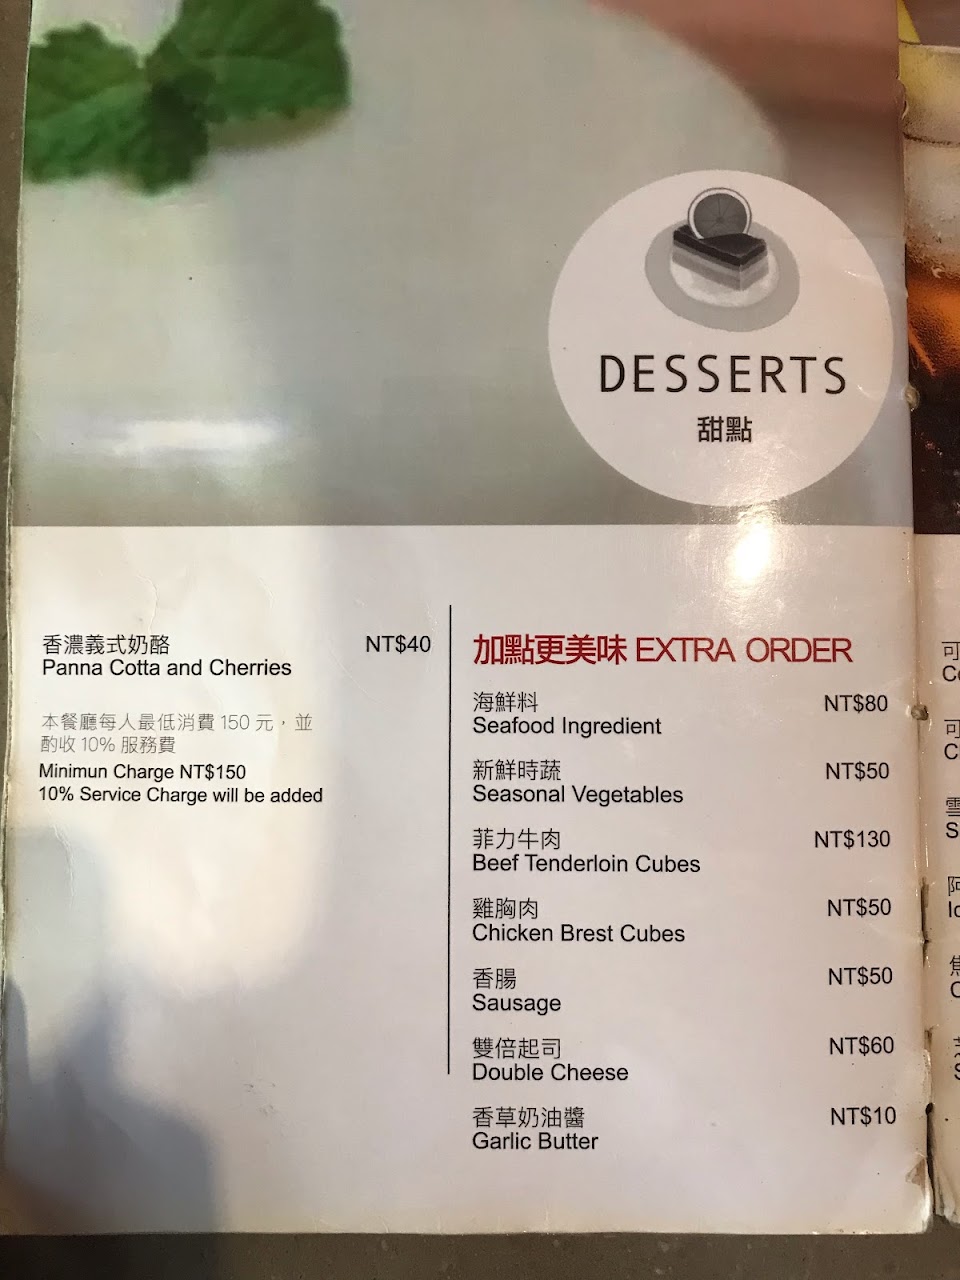 DESSERTS
甜點
香濃義式奶酪 NT$40
Panna Cotta and Cherries
本餐廳每人最低消費 150 元，並
酌收 10% 服務費
Minimun Charge NT$150
10% Service Charge will be added
加點更美味 EXTRA ORDER
海鮮料 NT$80
Seafood Ingredient
新鮮時蔬 NT$50
Seasonal Vegetables
菲力牛肉 NT$130
Beef Tenderloin Cubes
雞胸肉 NT$50
Chicken Brest Cubes
香腸 NT$50
Sausage
雙倍起司 NT$60
Double Cheese
香草奶油醬 NT$10
Garlic Butter
可
可